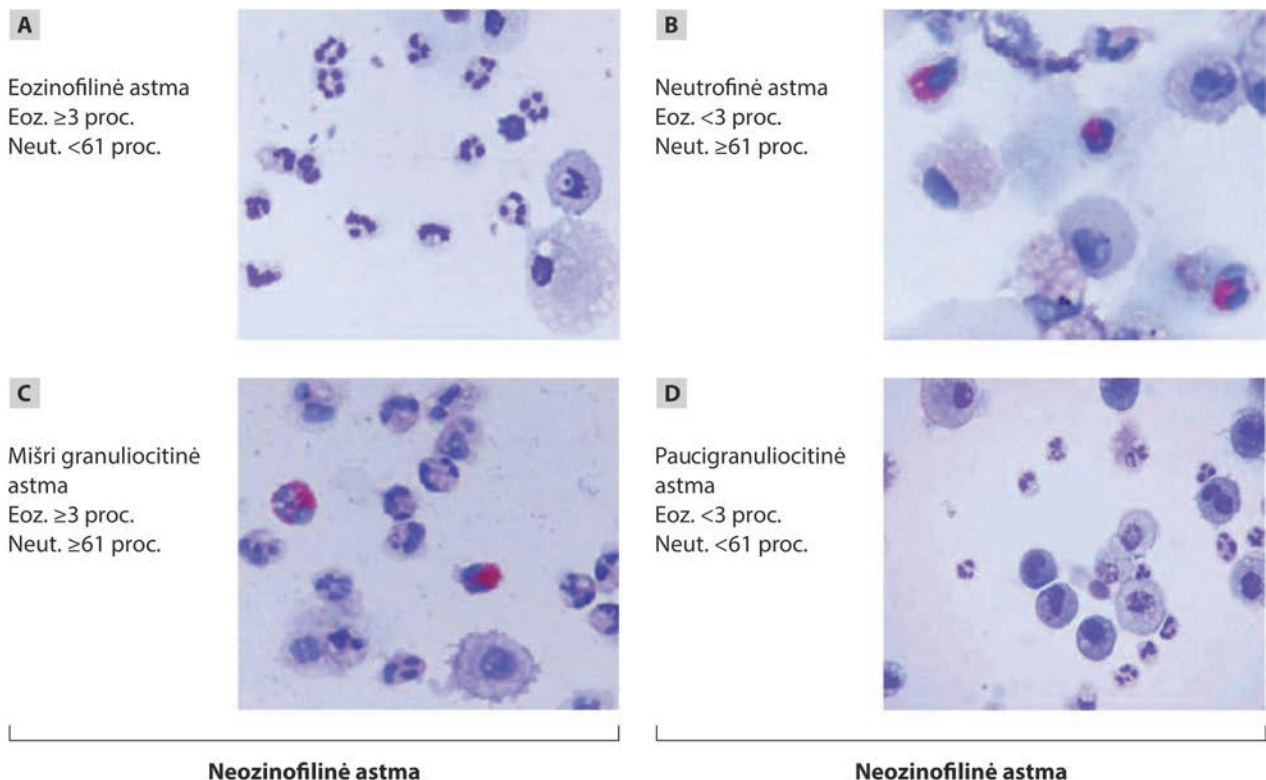 A
Eozinofilinė astma
Eoz. ≥3 proc.
Neut. <61 proc.
B
Neutrofinė astma
Eoz. <3 proc.
Neut. ≥61 proc.
C
Mišri granuliocitinė
astma
Eoz. ≥3 proc.
Neut. ≥61 proc.
D
Paucigranuliocitinė
astma
Eoz. <3 proc.
Neut. <61 proc.
Neozinofilinė astma
Neozinofilinė astma